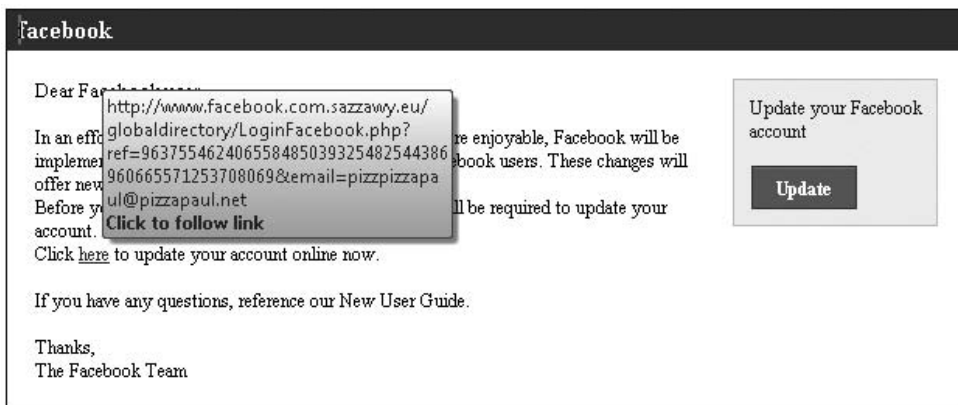 facebook
Dear Fa
http://www.facebook.com.sazzawy.eu/
globaldirectory/LoginFacebook.php?
ref=963755462406558485039325482544386
960665571253708069&email=pizzpizzapa
ul@pizzapaul.net
Click to follow link
In an effo re enjoyable, Facebook will be
implemen ebook users. These changes will
offer new
Before yo ll be required to update your
account.
Click here to update your account online now.
If you have any questions, reference our New User Guide.
Thanks,
The Facebook Team
Update your Facebook
account
Update